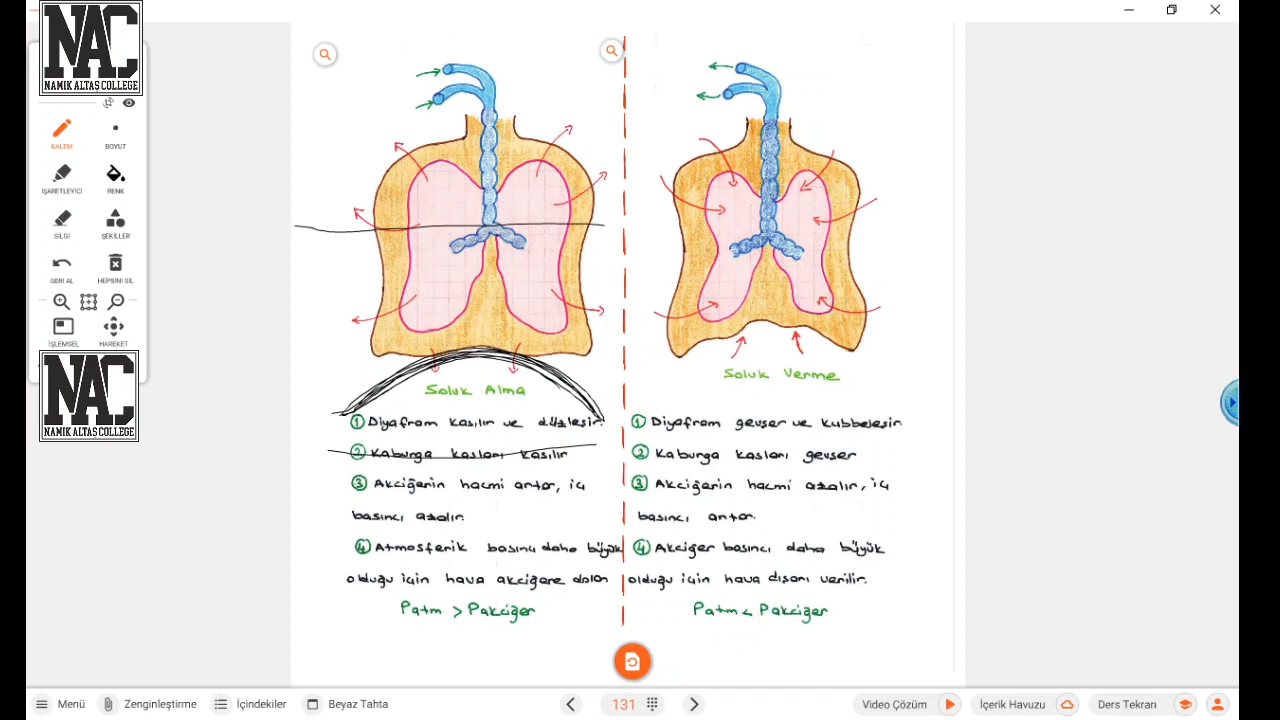 NAC
NAMIK ALTAS COLLEGE
KALEM
BOYUT
İŞARETLEYİCİ
RENK
SİLGİ
ŞEKİLLER
GERİ AL
HEPSİNİ SİL
İŞLEMSEL
HAREKET
NAC
NAMIK ALTAS COLLEGE
Soluk Alma
① Diyafram kasılır ve düzleşir.
② Kaburga kasları kasılır
③ Akciğerin hacmi artar, iç
basıncı azalır.
④ Atmosferik basıncı daha büyük
olduğu için hava akciğere dolar
Patm > Pakciğer
Soluk Verme
① Diyafram gevşer ve kubbeleşir
② Kaburga kasları gevşer
③ Akciğerin hacmi azalır, iç
basıncı artar.
④ Akciğer basıncı daha büyük
olduğu için hava dışarı verilir.
Patm < Pakciğer
Menü
Zenginleştirme
İçindekiler
Beyaz Tahta
131
Video Çözüm
İçerik Havuzu
Ders Tekrarı